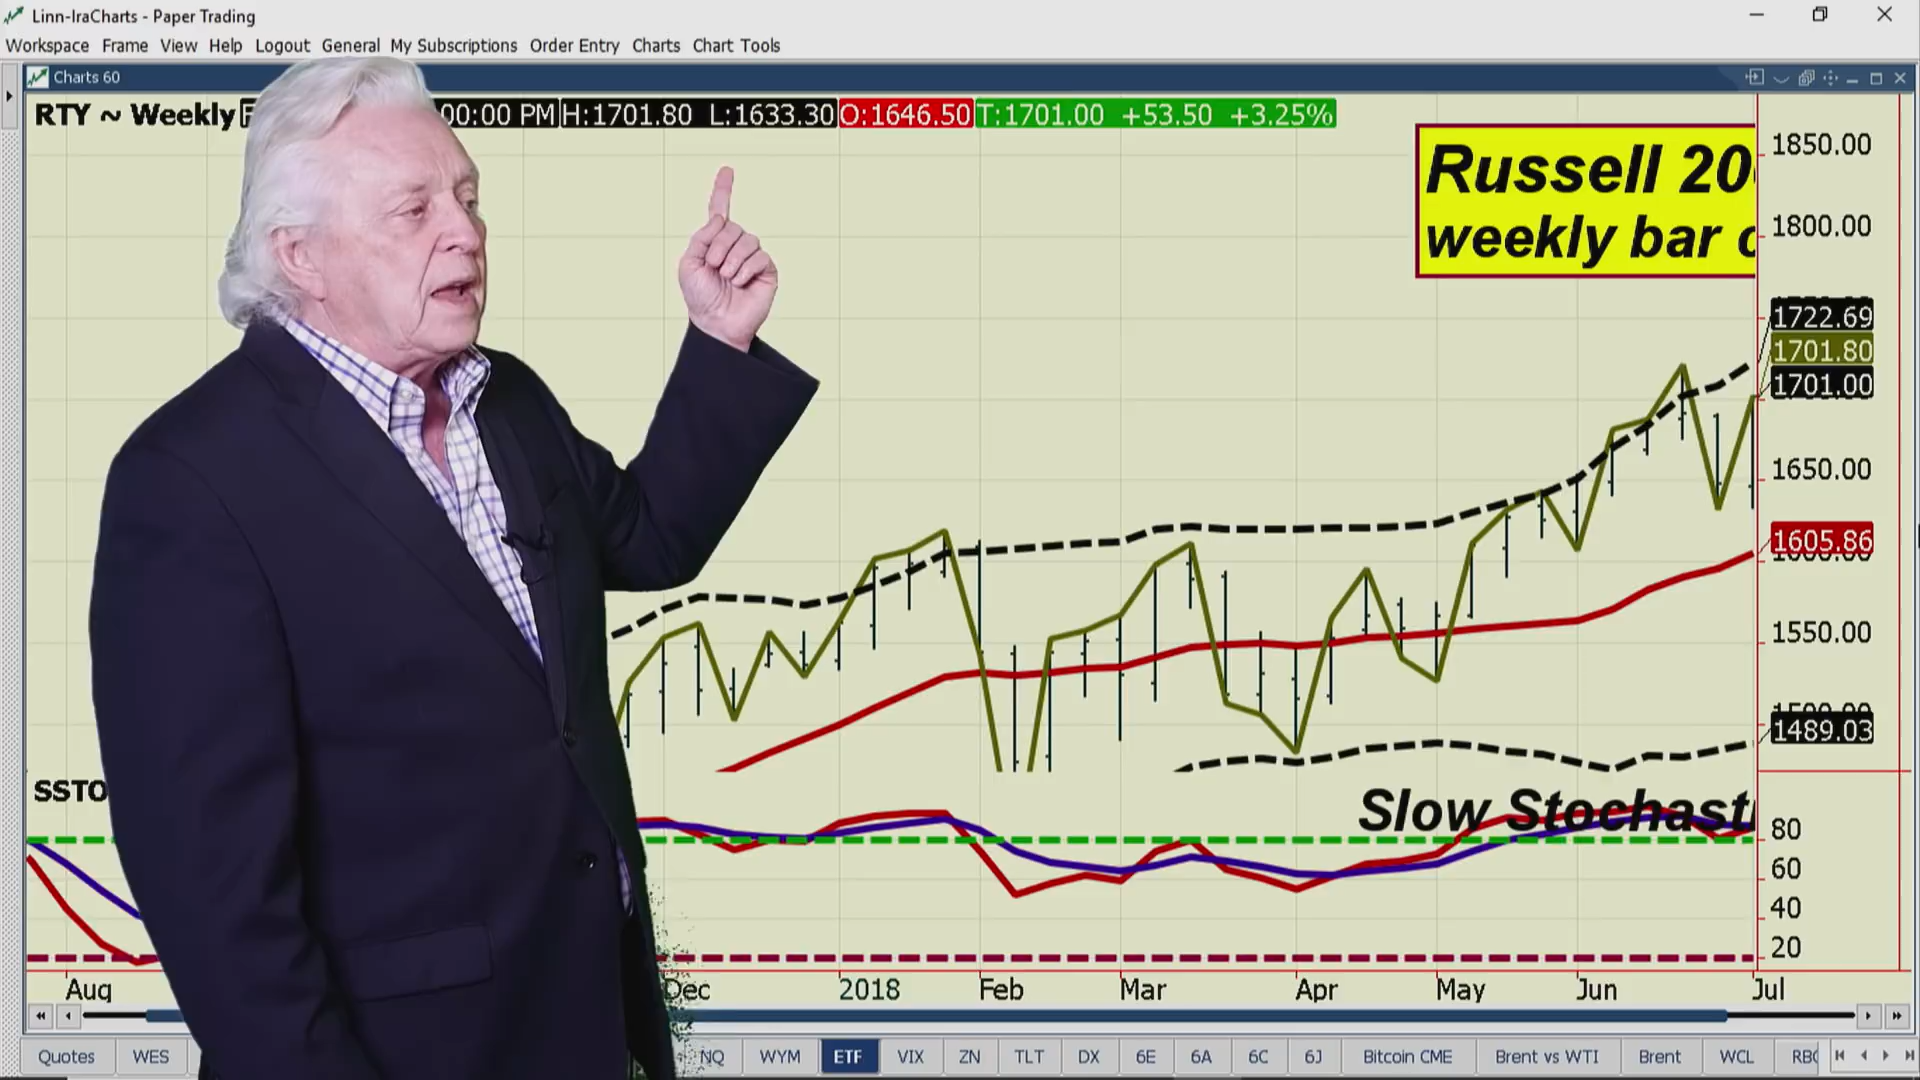 Linn-IraCharts - Paper Trading
Workspace Frame View Help Logout General My Subscriptions Order Entry Charts Chart Tools
Charts 60
RTY ~ Weekly
00:00 PM H:1701.80 L:1633.30 O:1646.50 T:1701.00 +53.50 +3.25%
Russell
weekly bar
1850.00
1800.00
1722.69
1701.80
1701.00
1650.00
1605.86
1550.00
1489.03
SSTO
Slow Stochast
80
60
40
20
Aug Dec 2018 Feb Mar Apr May Jun Jul
Quotes WES NQ WYM ETF VIX ZN TLT DX 6E 6A 6C 6J Bitcoin CME Brent vs WTI Brent WCL